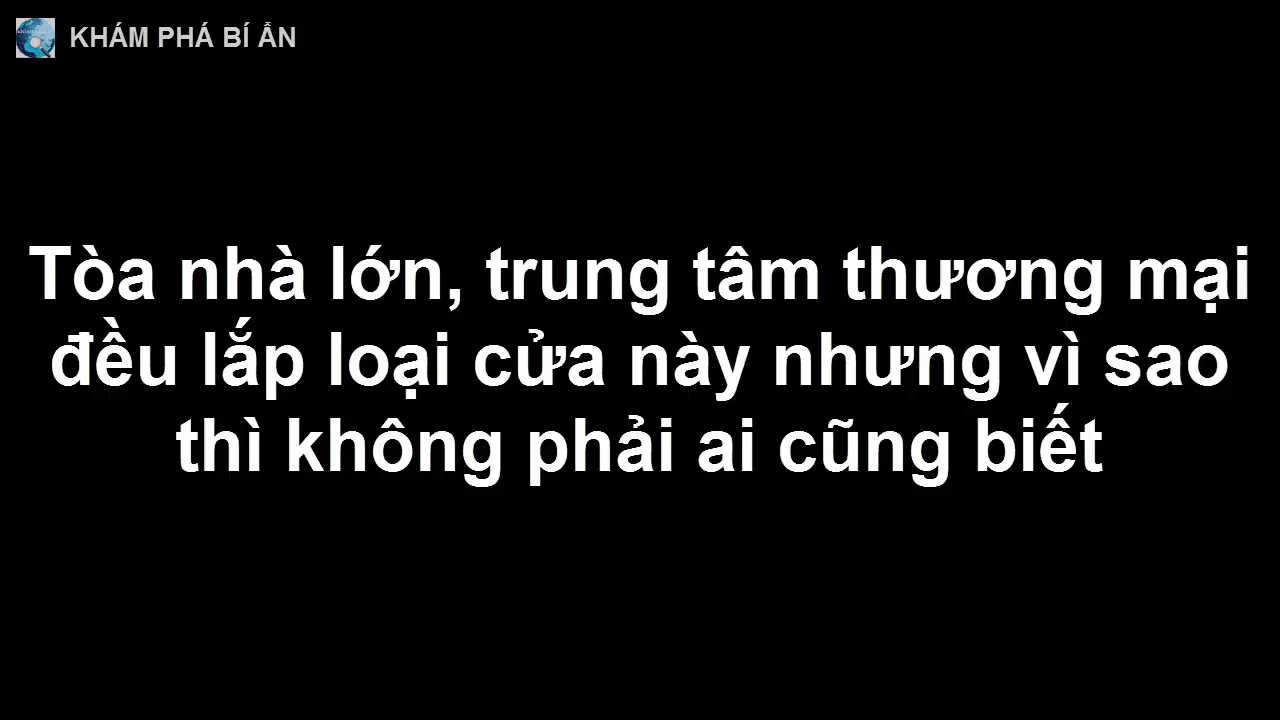 KHÁM PHÁ BÍ ẨN
Tòa nhà lớn, trung tâm thương mại
đều lắp loại cửa này nhưng vì sao
thì không phải ai cũng biết